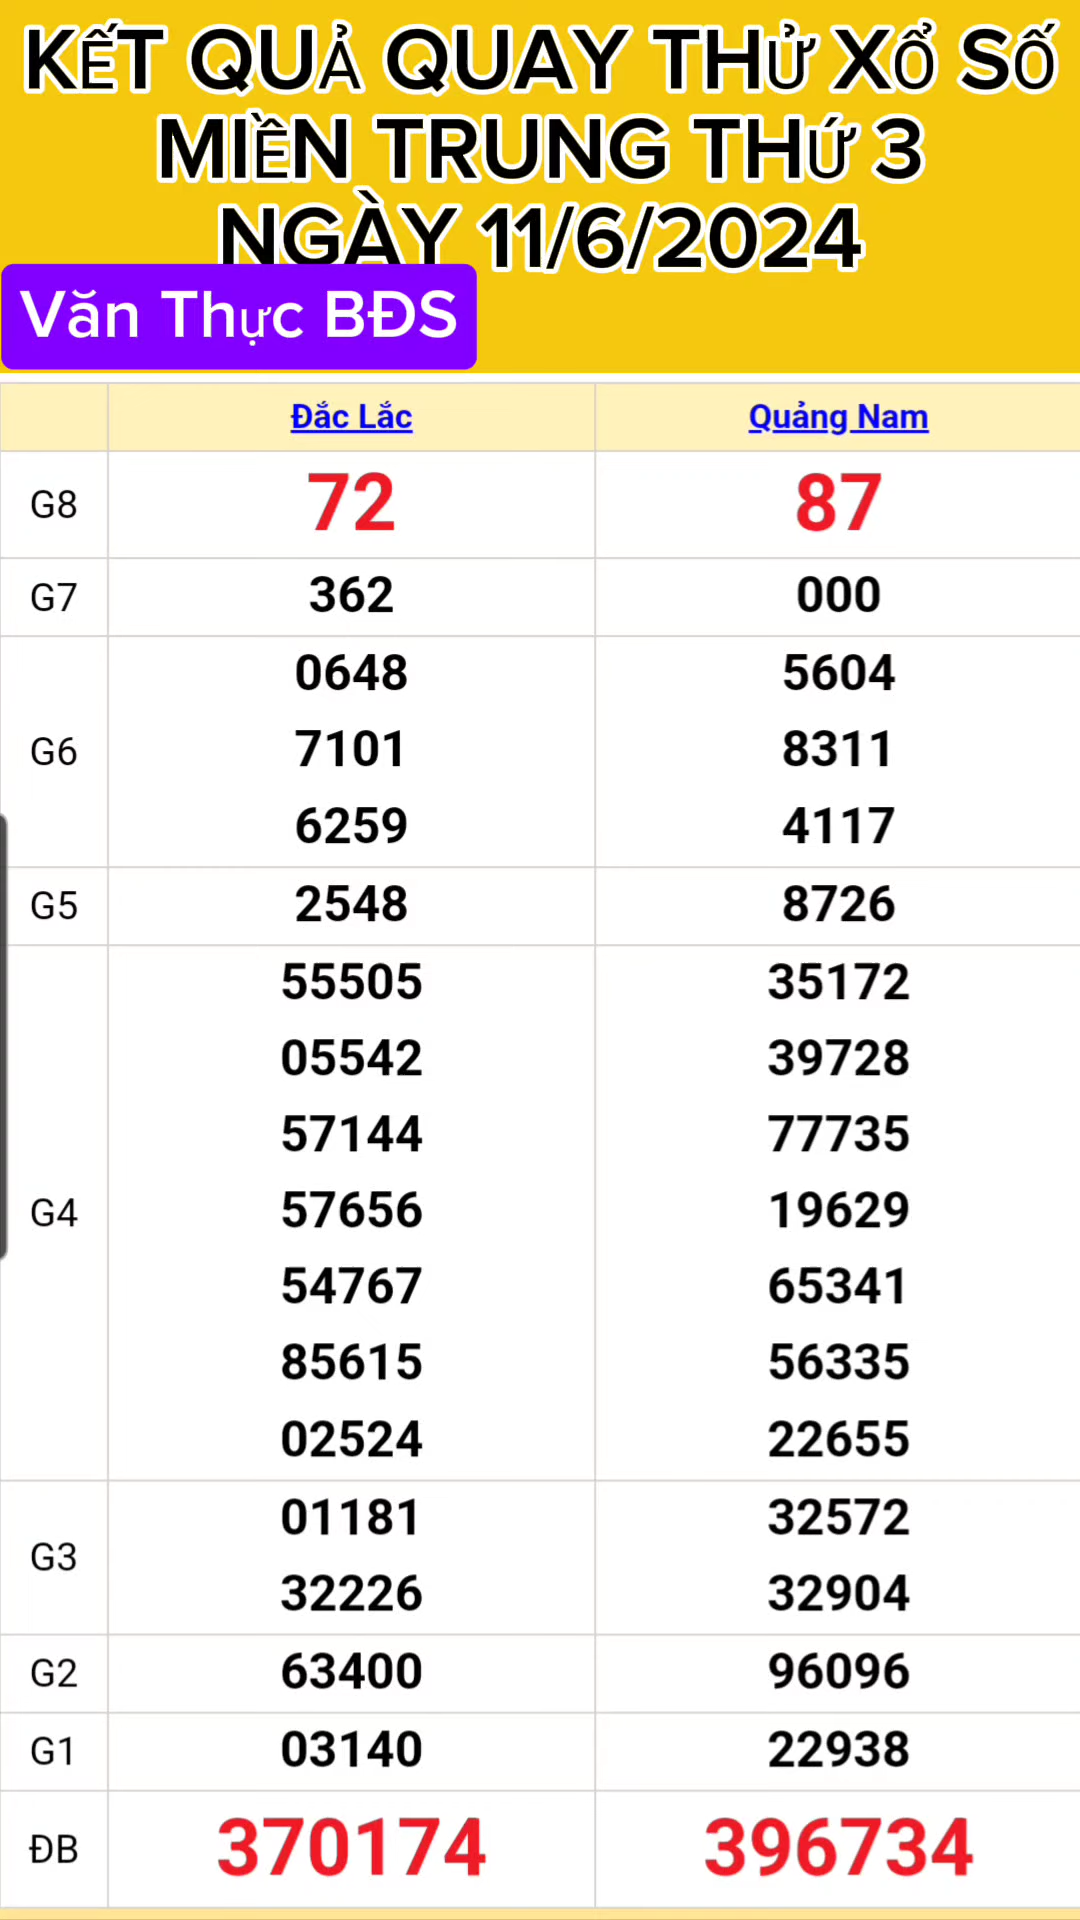 KẾT QUẢ QUAY THỬ XỔ SỐ
MIỀN TRUNG THỨ 3
NGÀY 11/6/2024
Văn Thực BĐS
Đắc Lắc Quảng Nam
G8 72 87
G7 362 000
G6
0648 5604
7101 8311
6259 4117
G5 2548 8726
G4
55505 35172
05542 39728
57144 77735
57656 19629
54767 65341
85615 56335
02524 22655
G3
01181 32572
32226 32904
G2 63400 96096
G1 03140 22938
ĐB 370174 396734